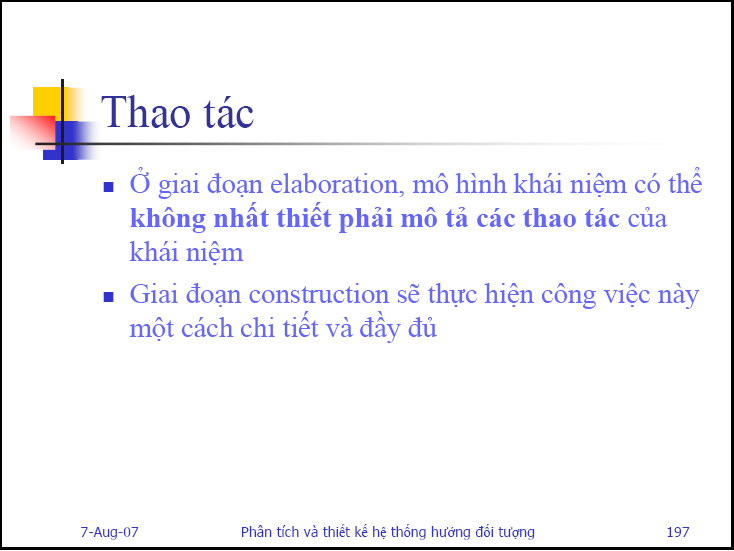 Thao tác
Ở giai đoạn elaboration, mô hình khái niệm có thể
không nhất thiết phải mô tả các thao tác của
khái niệm
Giai đoạn construction sẽ thực hiện công việc này
một cách chi tiết và đầy đủ
7-Aug-07 Phân tích và thiết kế hệ thống hướng đối tượng 197